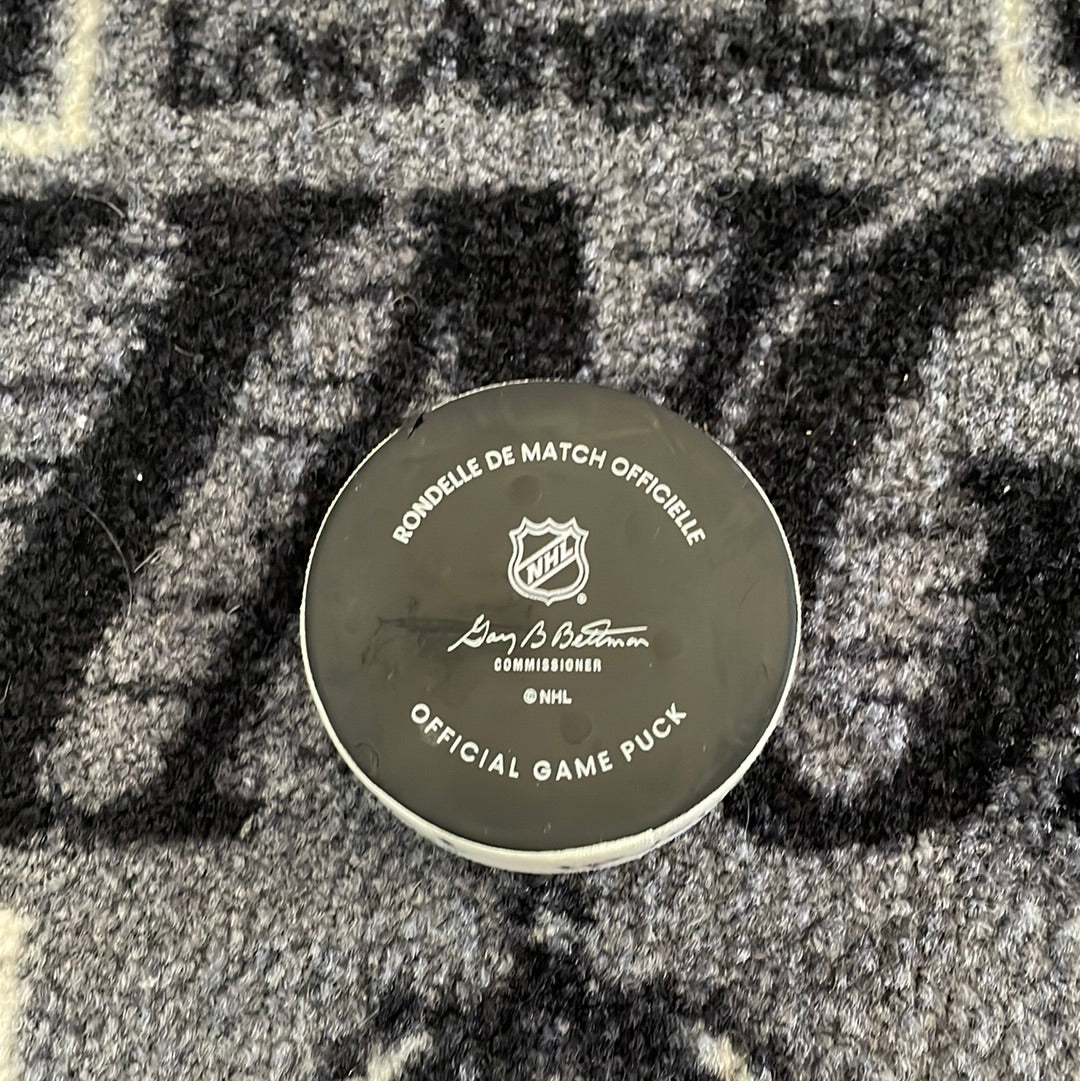 RONDELLE DE MATCH OFFICIELLE
NHL
®
Gary B Bettman
COMMISSIONER
© NHL
OFFICIAL GAME PUCK